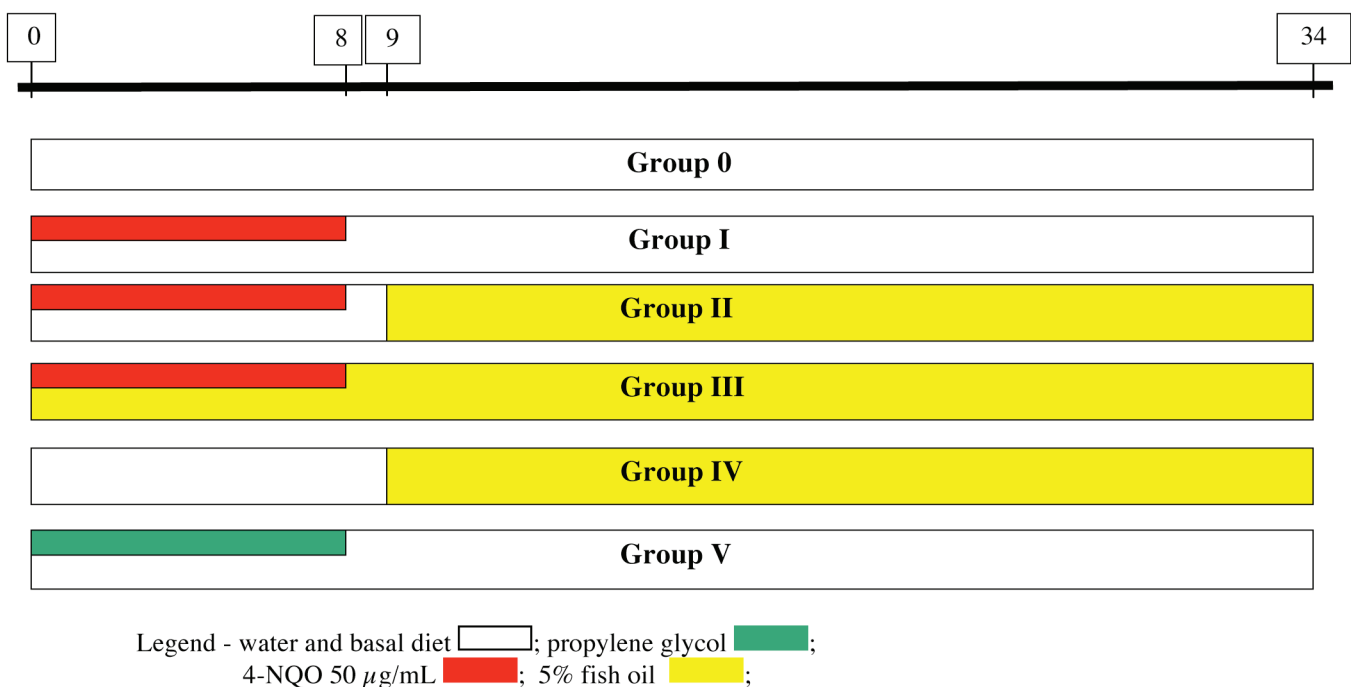 0 8 9 34
Group 0
Group I
Group II
Group III
Group IV
Group V
Legend - water and basal diet ; propylene glycol ;
4-NQO 50 µg/mL ; 5% fish oil ;